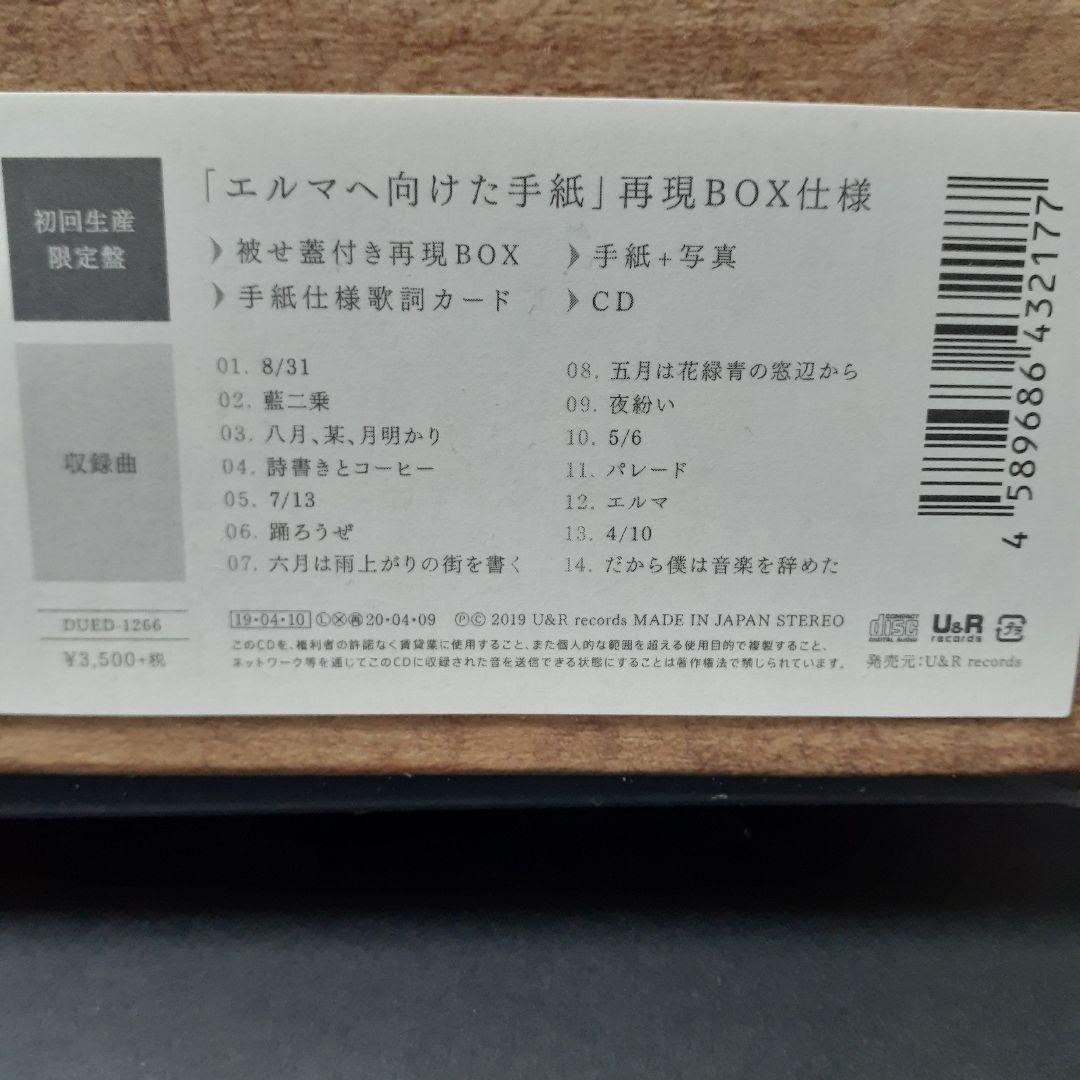 初回生産
限定盤
「エルマへ向けた手紙」再現BOX仕様
》被せ蓋付き再現BOX
》手紙+写真
》手紙仕様歌詞カード
》CD
収録曲
01. 8/31
02. 藍二乗
03. 八月、某、月明かり
04. 詩書きとコーヒー
05. 7/13
06. 踊ろうぜ
07. 六月は雨上がりの街を書く
08. 五月は花緑青の窓辺から
09. 夜紛い
10. 5/6
11. パレード
12. エルマ
13. 4/10
14. だから僕は音楽を辞めた
DUED-1266
¥3,500+税
19・04・10 Ⓛ Ⓧ ㊞20・04・09 ℗© 2019 U&R records MADE IN JAPAN STEREO
このCDを、権利者の許諾なく賃貸業に使用すること、また個人的な範囲を超える使用目的で複製すること、
ネットワーク等を通じてこのCDに収録された音を送信できる状態にすることは著作権法で禁じられています。
COMPACT
disc
DIGITAL AUDIO
U&R
records
プラ
発売元:U&R records
4 589686 432177